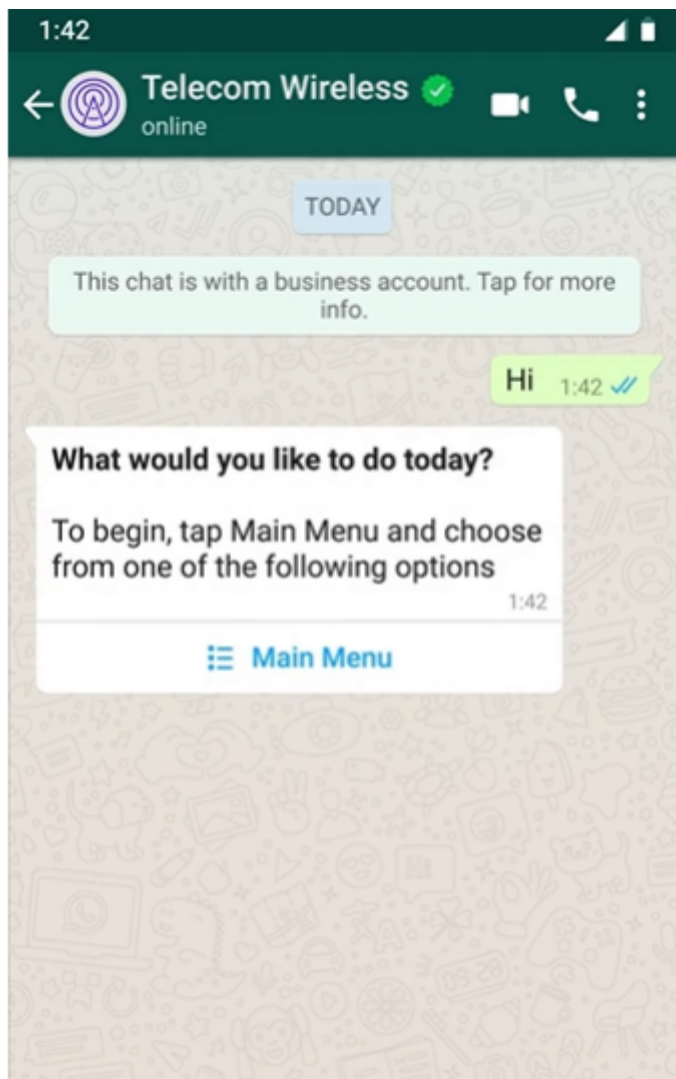 1:42
Telecom Wireless
online
TODAY
This chat is with a business account. Tap for more
info.
Hi 1:42
What would you like to do today?
To begin, tap Main Menu and choose
from one of the following options
1:42
Main Menu